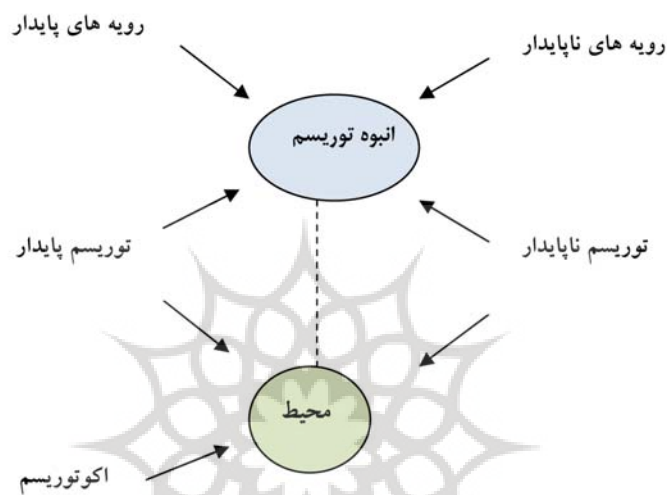 رویه های پایدار
رویه های ناپایدار
انبوه توریسم
توریسم پایدار
توریسم ناپایدار
محیط
اکوتوریسم